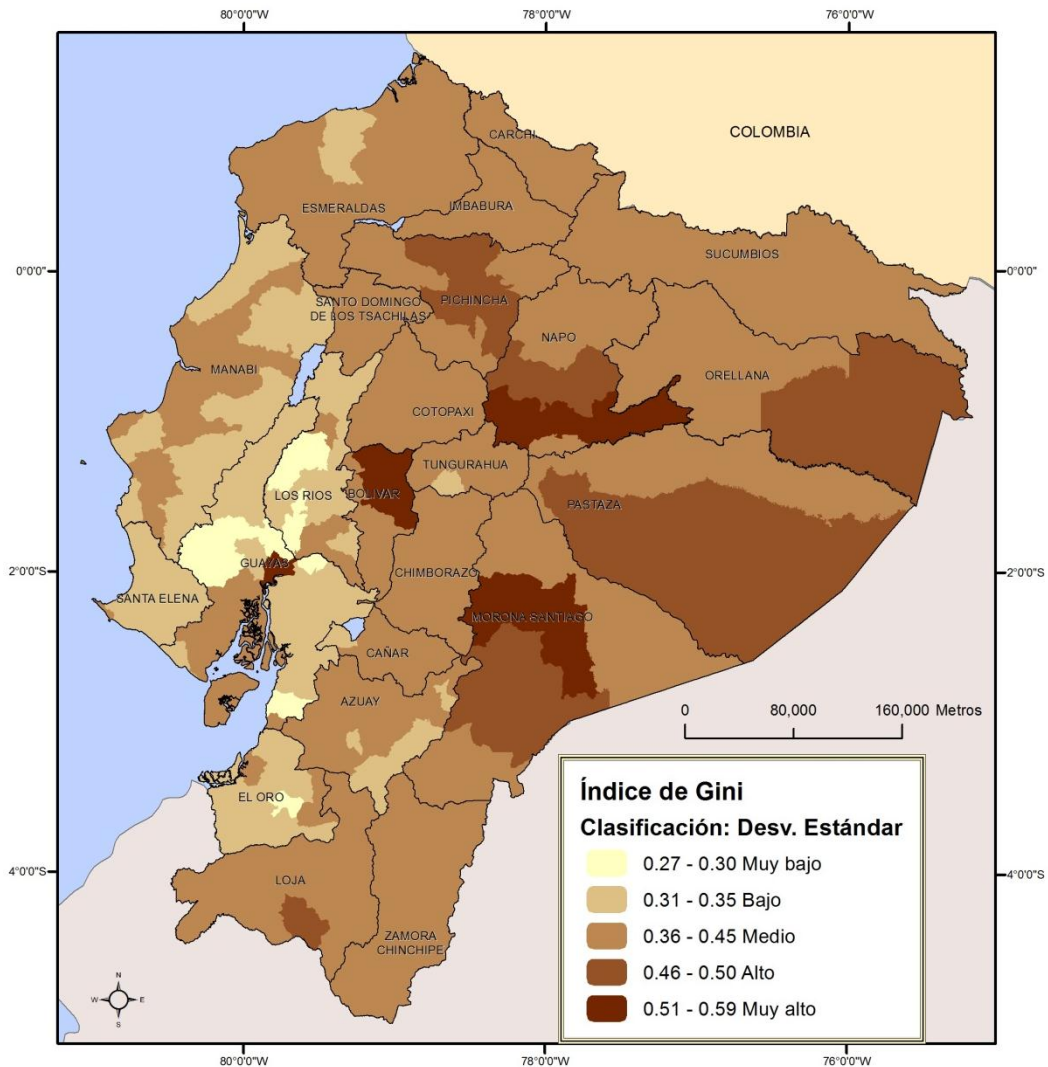 80°0'0"W
78°0'0"W
76°0'0"W
COLOMBIA
CARCHI
ESMERALDAS
IMBABURA
SUCUMBIOS
0°0'0"
0°0'0"
SANTO DOMINGO
DE LOS TSACHILAS
PICHINCHA
NAPO
MANABI
ORELLANA
COTOPAXI
TUNGURAHUA
LOS RIOS
BOLIVAR
PASTAZA
GUAYAS
CHIMBORAZO
2°0'0"S
2°0'0"S
SANTA ELENA
MORONA SANTIAGO
CAÑAR
AZUAY
0
80,000
160,000 Metros
EL ORO
Índice de Gini
Clasificación: Desv. Estándar
0.27 - 0.30 Muy bajo
0.31 - 0.35 Bajo
0.36 - 0.45 Medio
0.46 - 0.50 Alto
0.51 - 0.59 Muy alto
4°0'0"S
4°0'0"S
LOJA
ZAMORA
CHINCHIPE
N
W
E
S
80°0'0"W
78°0'0"W
76°0'0"W